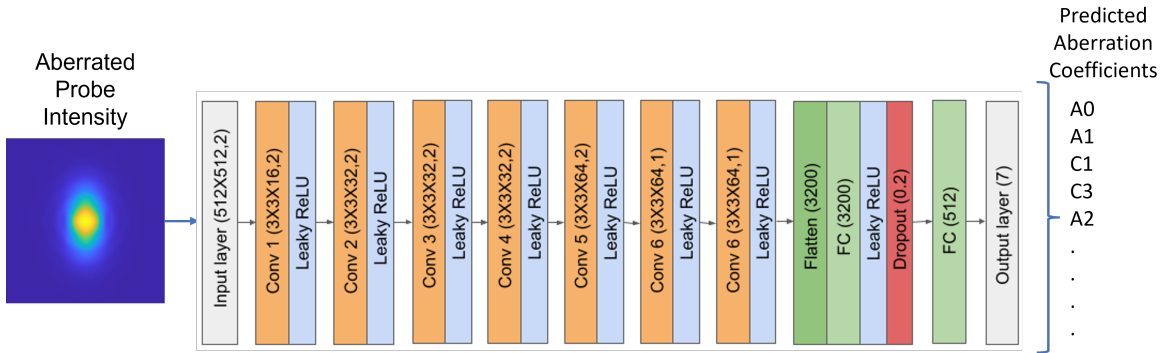 Aberrated
Probe
Intensity
Input layer (512X512,2)
Conv 1 (3X3X16,2)
Leaky ReLU
Conv 2 (3X3X32,2)
Leaky ReLU
Conv 3 (3X3X32,2)
Leaky ReLU
Conv 4 (3X3X32,2)
Leaky ReLU
Conv 5 (3X3X64,2)
Leaky ReLU
Conv 6 (3X3X64,1)
Leaky ReLU
Conv 6 (3X3X64,1)
Leaky ReLU
Flatten (3200)
FC (3200)
Leaky ReLU
Dropout (0.2)
FC (512)
Output layer (7)
Predicted
Aberration
Coefficients
A0
A1
C1
C3
A2
.
.
.
.